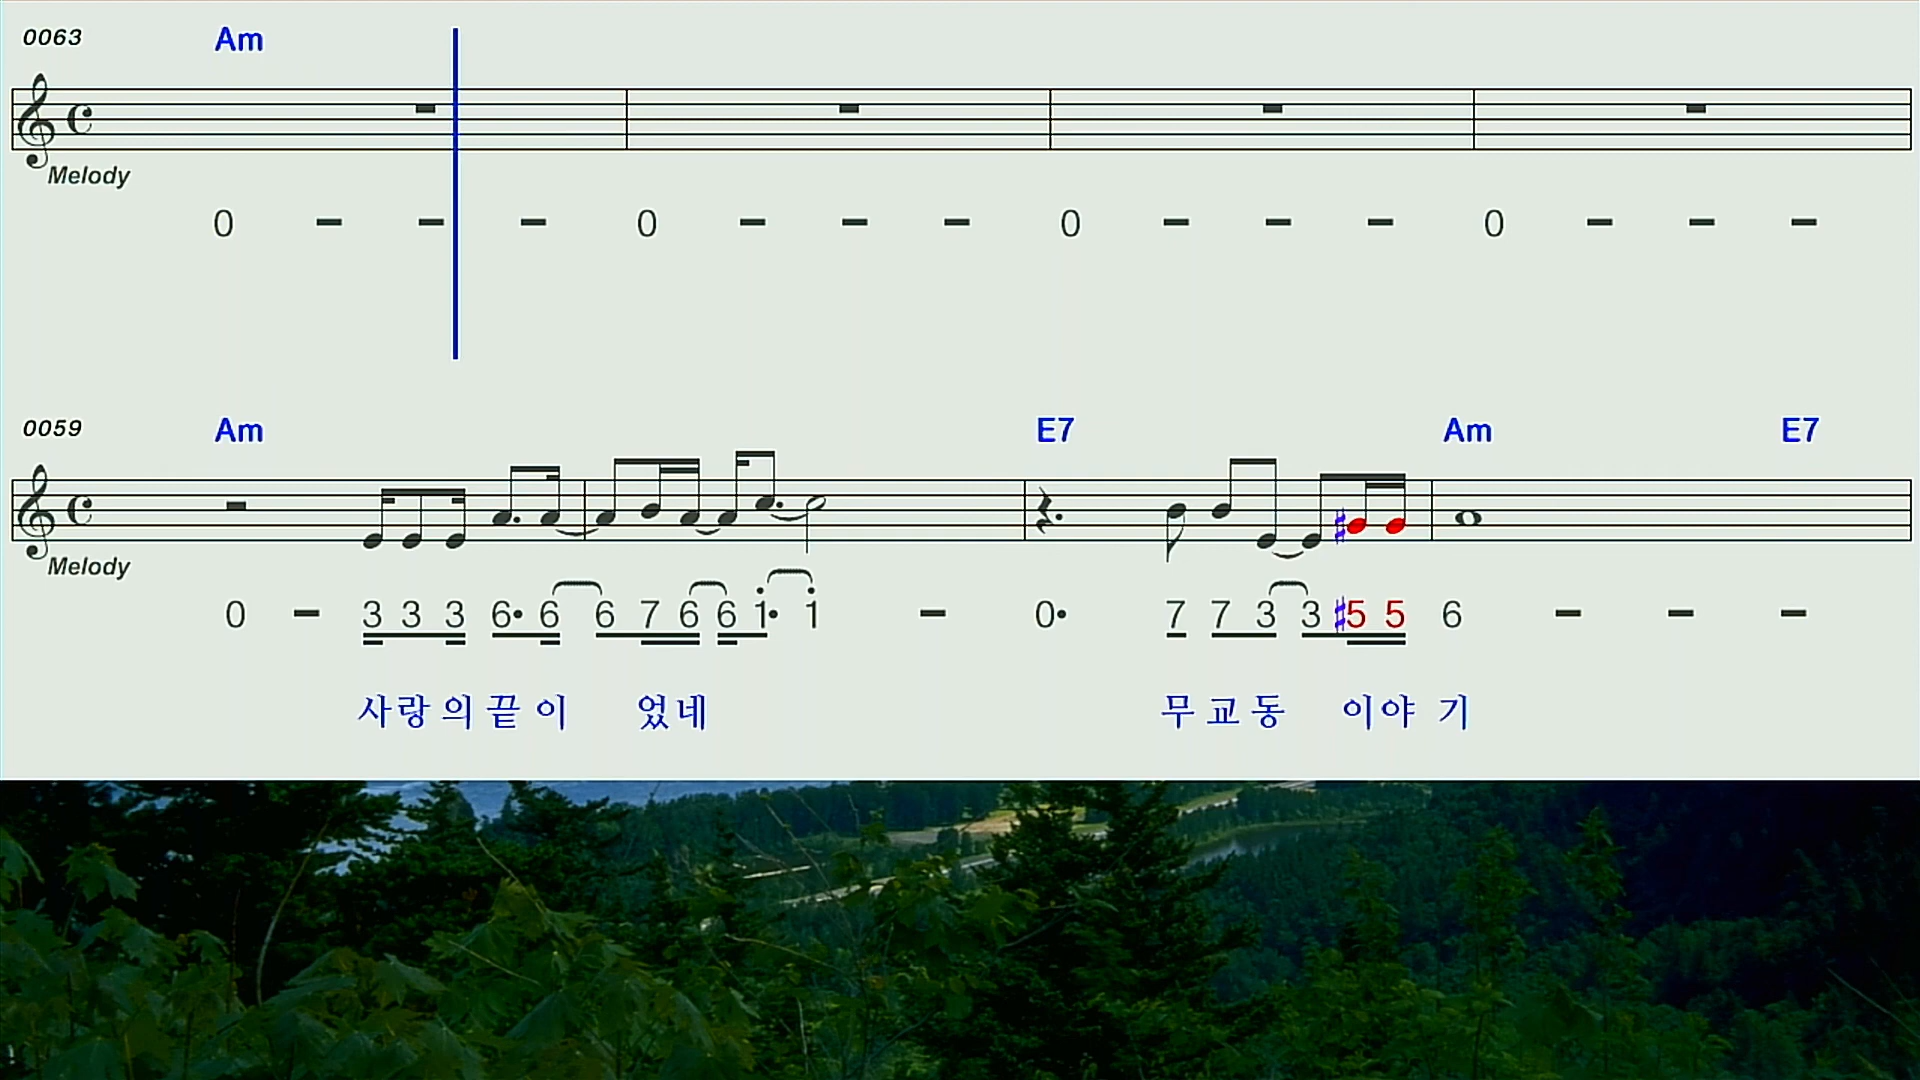 0063 Am
Melody
0 - - - 0 - - - 0 - - - 0 - - -
0059 Am E7 Am E7
Melody
0 - 3 3 3 6• 6 6 7 6 6 1• 1 - 0• 7 7 3 3 #5 5 6 - - -
사랑의 끝이 었네 무교동 이야기